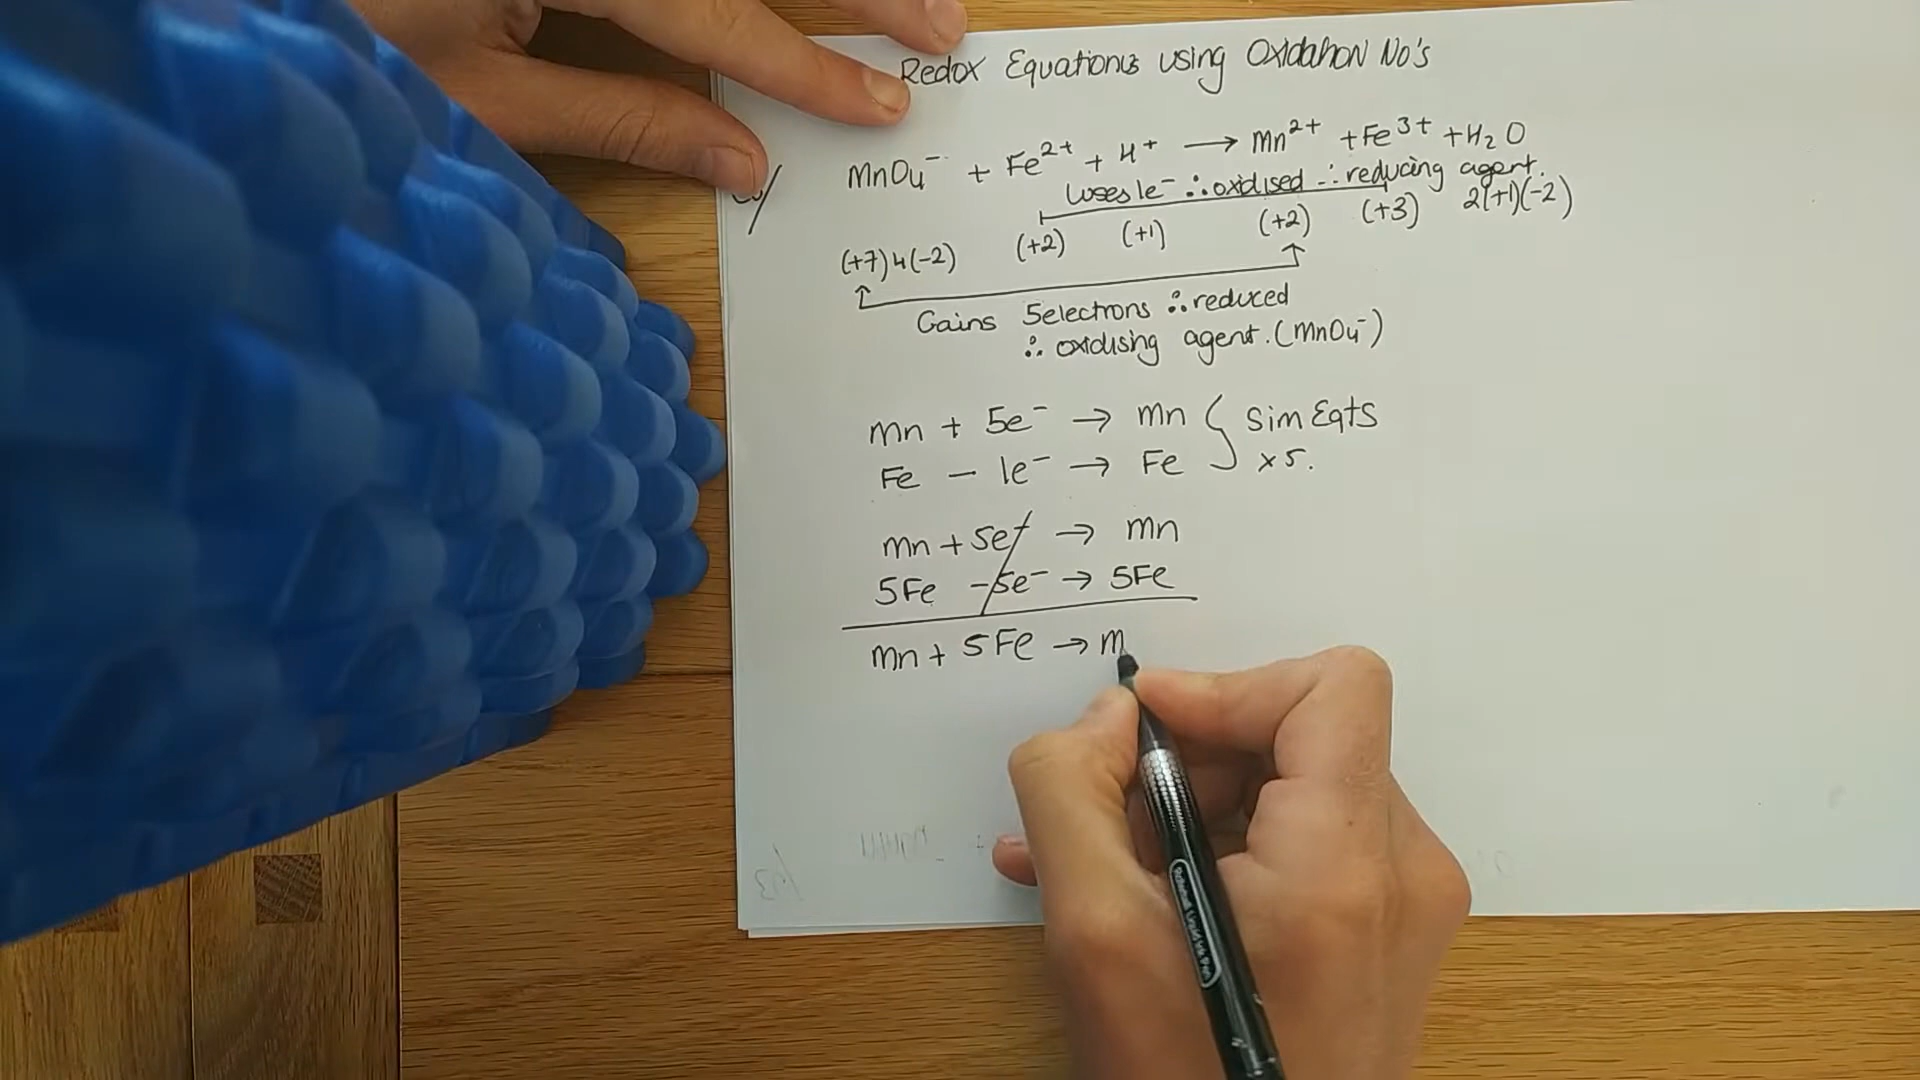 Redox Equations using Oxidation No's
MnO₄⁻ + Fe²⁺ + H⁺ → Mn²⁺ + Fe³⁺ + H₂O
loses 1e⁻ ∴ oxidised ∴ reducing agent.
(+7)4(-2) (+2) (+1) (+2) (+3) 2(+1)(-2)
Gains 5electrons ∴ reduced
∴ oxidising agent. (MnO₄⁻)
Mn + 5e⁻ → Mn } Sim Eqts
Fe - 1e⁻ → Fe } x 5.
Mn + 5e⁻ → Mn
5Fe - 5e⁻ → 5Fe
Mn + 5Fe → M